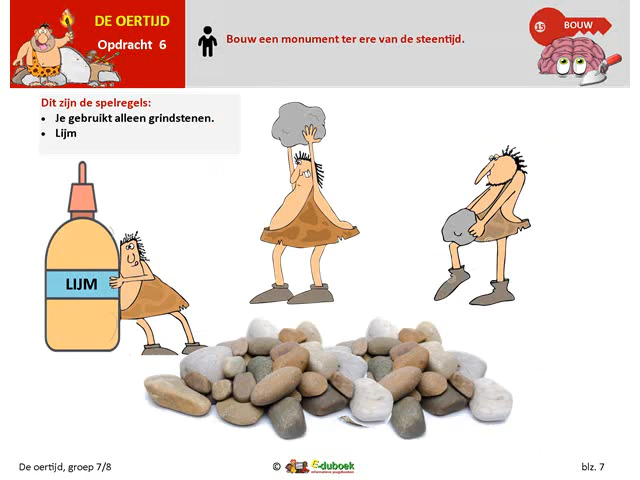 DE OERTIJD
Opdracht 6
Bouw een monument ter ere van de steentijd.
15
BOUW
Dit zijn de spelregels:
• Je gebruikt alleen grindstenen.
• Lijm
LIJM
De oertijd, groep 7/8
© E-duboek
blz. 7